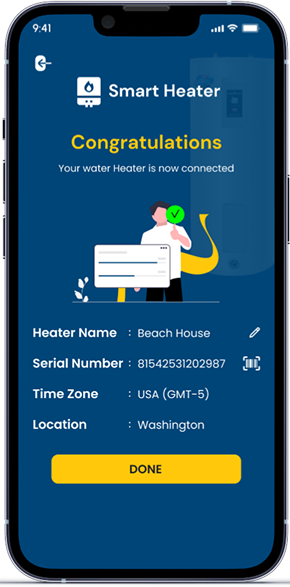 9:41
Smart Heater
Congratulations
Your water Heater is now connected
Heater Name : Beach House
Serial Number : 81542531202987
Time Zone : USA (GMT-5)
Location : Washington
DONE